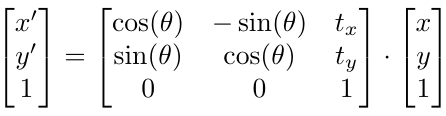 [x′] = [cos(θ) −sin(θ) t_x] · [x]
[y′] = [sin(θ) cos(θ) t_y] · [y]
[1] = [0 0 1] · [1]